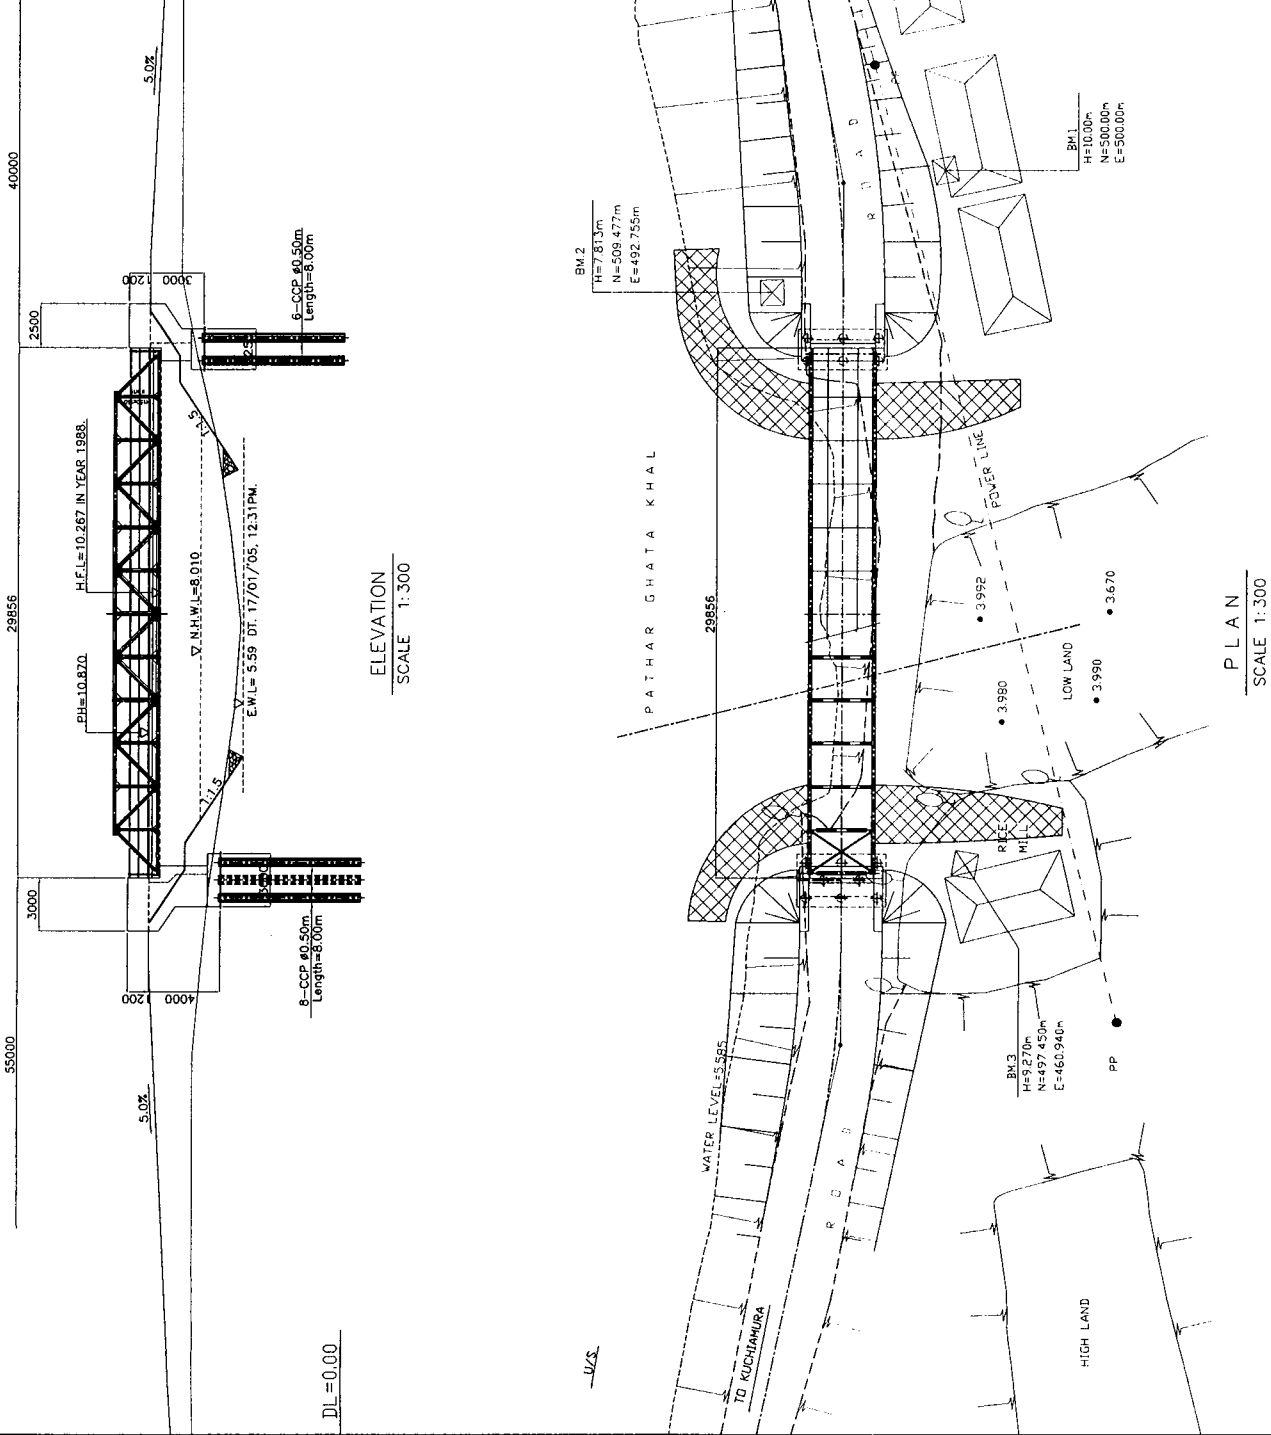 5.0%
40000
2500
1200
3000
6-CCP ø0.50m
Length=8.00m
1:1.5
H.F.L=10.267 IN YEAR 1988.
29856
PH=10.870
N.H.W.L=8.010
E.W.L= 5.59 DT. 17/01/'05, 12:31PM.
1:1.5
3000
1200
4000
8-CCP ø0.50m
Length=8.00m
55000
5.0%
DL=0.00
ELEVATION
SCALE 1:300
BM.2
H=7.813m
N=509.477m
E=492.755m
BM.1
H=10.00m
N=500.00m
E=500.00m
ROAD
PATHAR GHATA KHAL
29856
POWER LINE
3.992
3.670
3.980
LOW LAND
3.990
RICE
MILL
BM.3
H=9.270m
N=497.450m
E=460.940m
PP
WATER LEVEL=5.585
ROAD
TO KUCHIAMURA
U/S
HIGH LAND
PLAN
SCALE 1:300